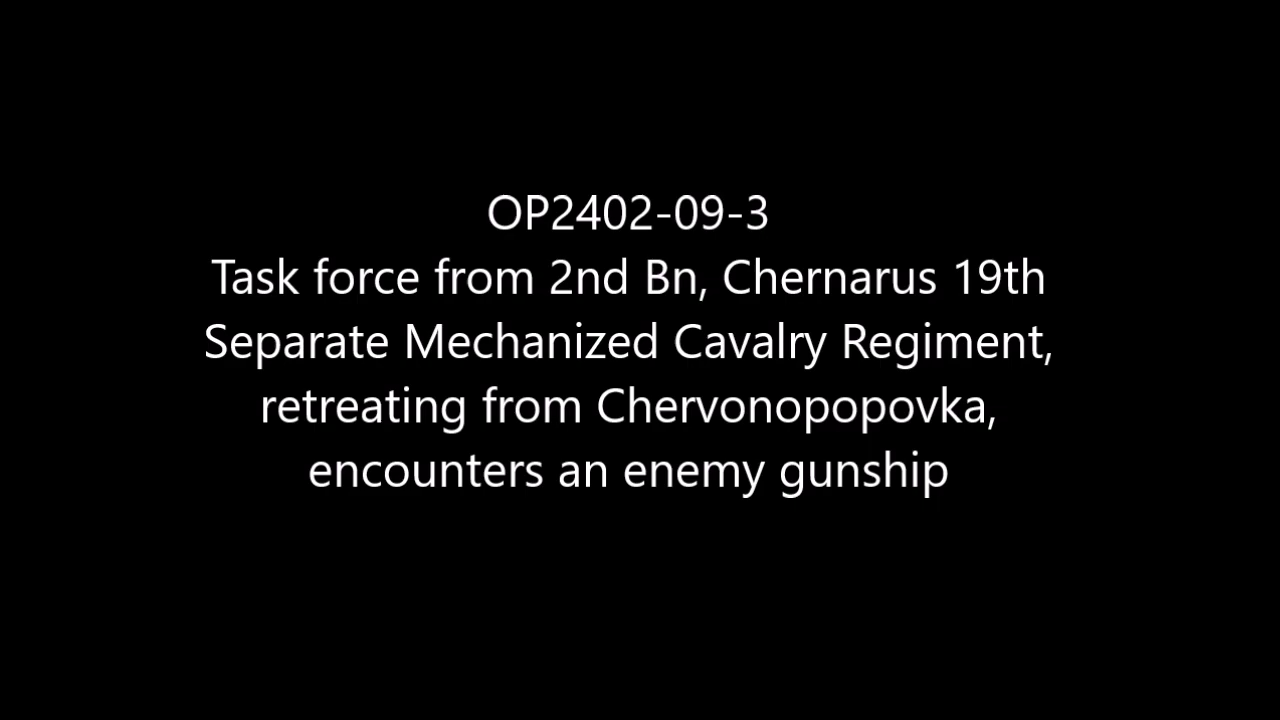 OP2402-09-3
Task force from 2nd Bn, Chernarus 19th
Separate Mechanized Cavalry Regiment,
retreating from Chervonopopovka,
encounters an enemy gunship